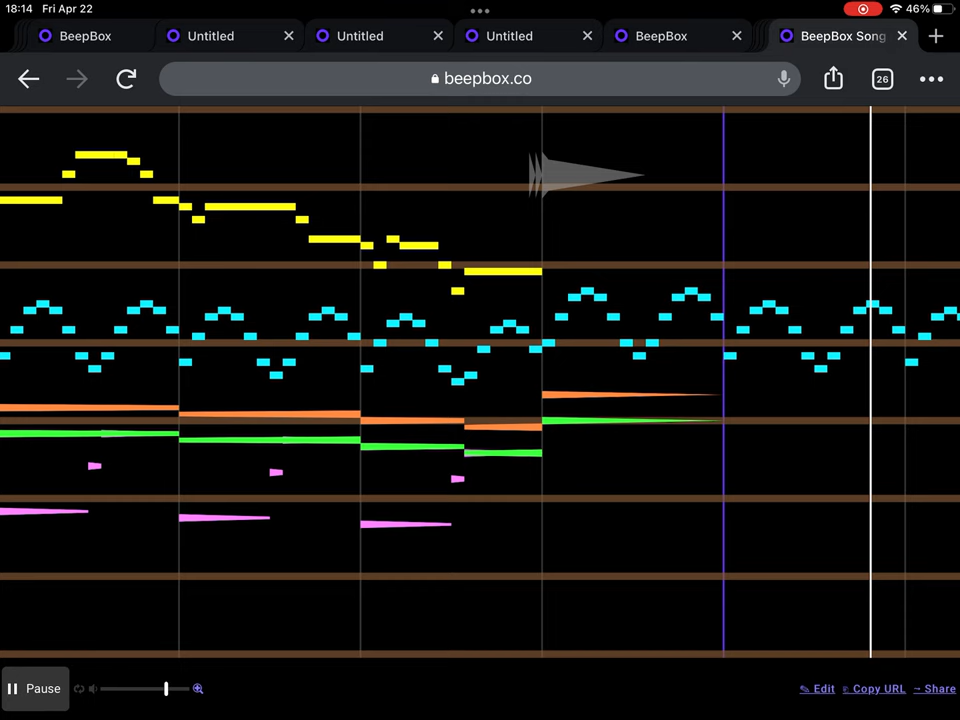 18:14 Fri Apr 22 46%
BeepBox Untitled Untitled Untitled BeepBox BeepBox Song
beepbox.co 26
Pause Edit Copy URL Share